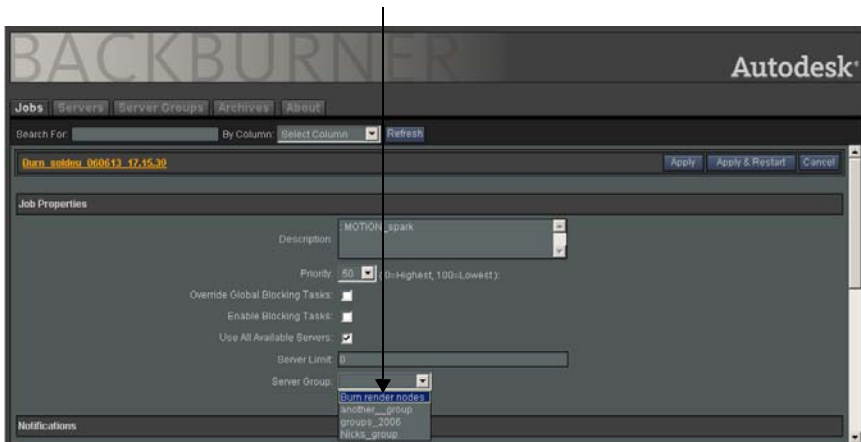 BACKBURNER
Autodesk
Jobs Servers Server Groups Archives About
Search For: By Column: Select Column Refresh
Burn_soldeu_060613_17.15.39 Apply Apply & Restart Cancel
Job Properties
Description: : MOTION_spark
Priority: 50 ( 0=Highest, 100=Lowest ):
Override Global Blocking Tasks:
Enable Blocking Tasks:
Use All Available Servers:
Server Limit: 0
Server Group:
Burn render nodes
another__group
groups_2006
Nicks_group
Notifications